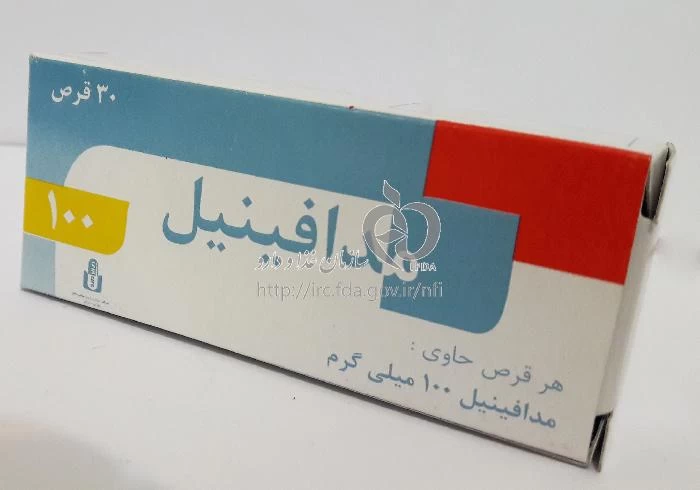 ۳۰ قرص
۱۰۰
مدافینیل
سازمان غذا و دارو
IFDA
http://irc.fda.gov.ir/nfi
هر قرص حاوی :
مدافینیل ۱۰۰ میلی گرم